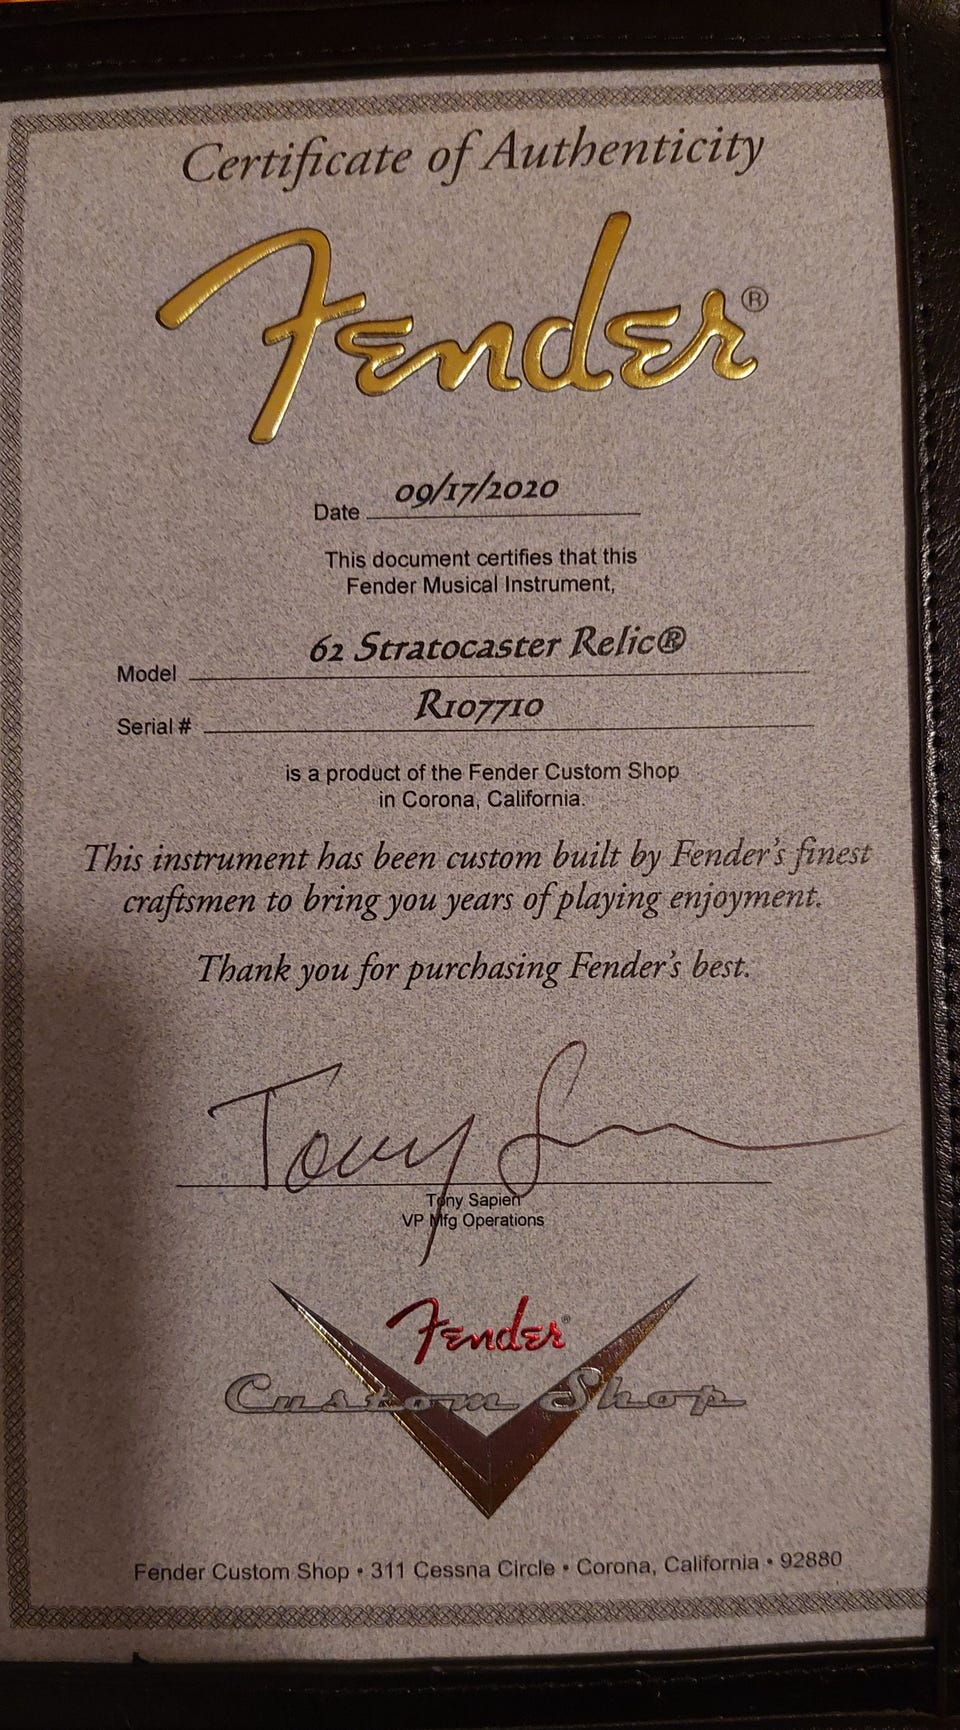 Certificate of Authenticity
Fender®
09/17/2020
Date
This document certifies that this
Fender Musical Instrument,
62 Stratocaster Relic®
Model
R107710
Serial #
is a product of the Fender Custom Shop
in Corona, California.
This instrument has been custom built by Fender's finest
craftsmen to bring you years of playing enjoyment.
Thank you for purchasing Fender's best.
Tony S
Tony Sapien
VP Mfg Operations
Fender®
Custom Shop
Fender Custom Shop • 311 Cessna Circle • Corona, California • 92880